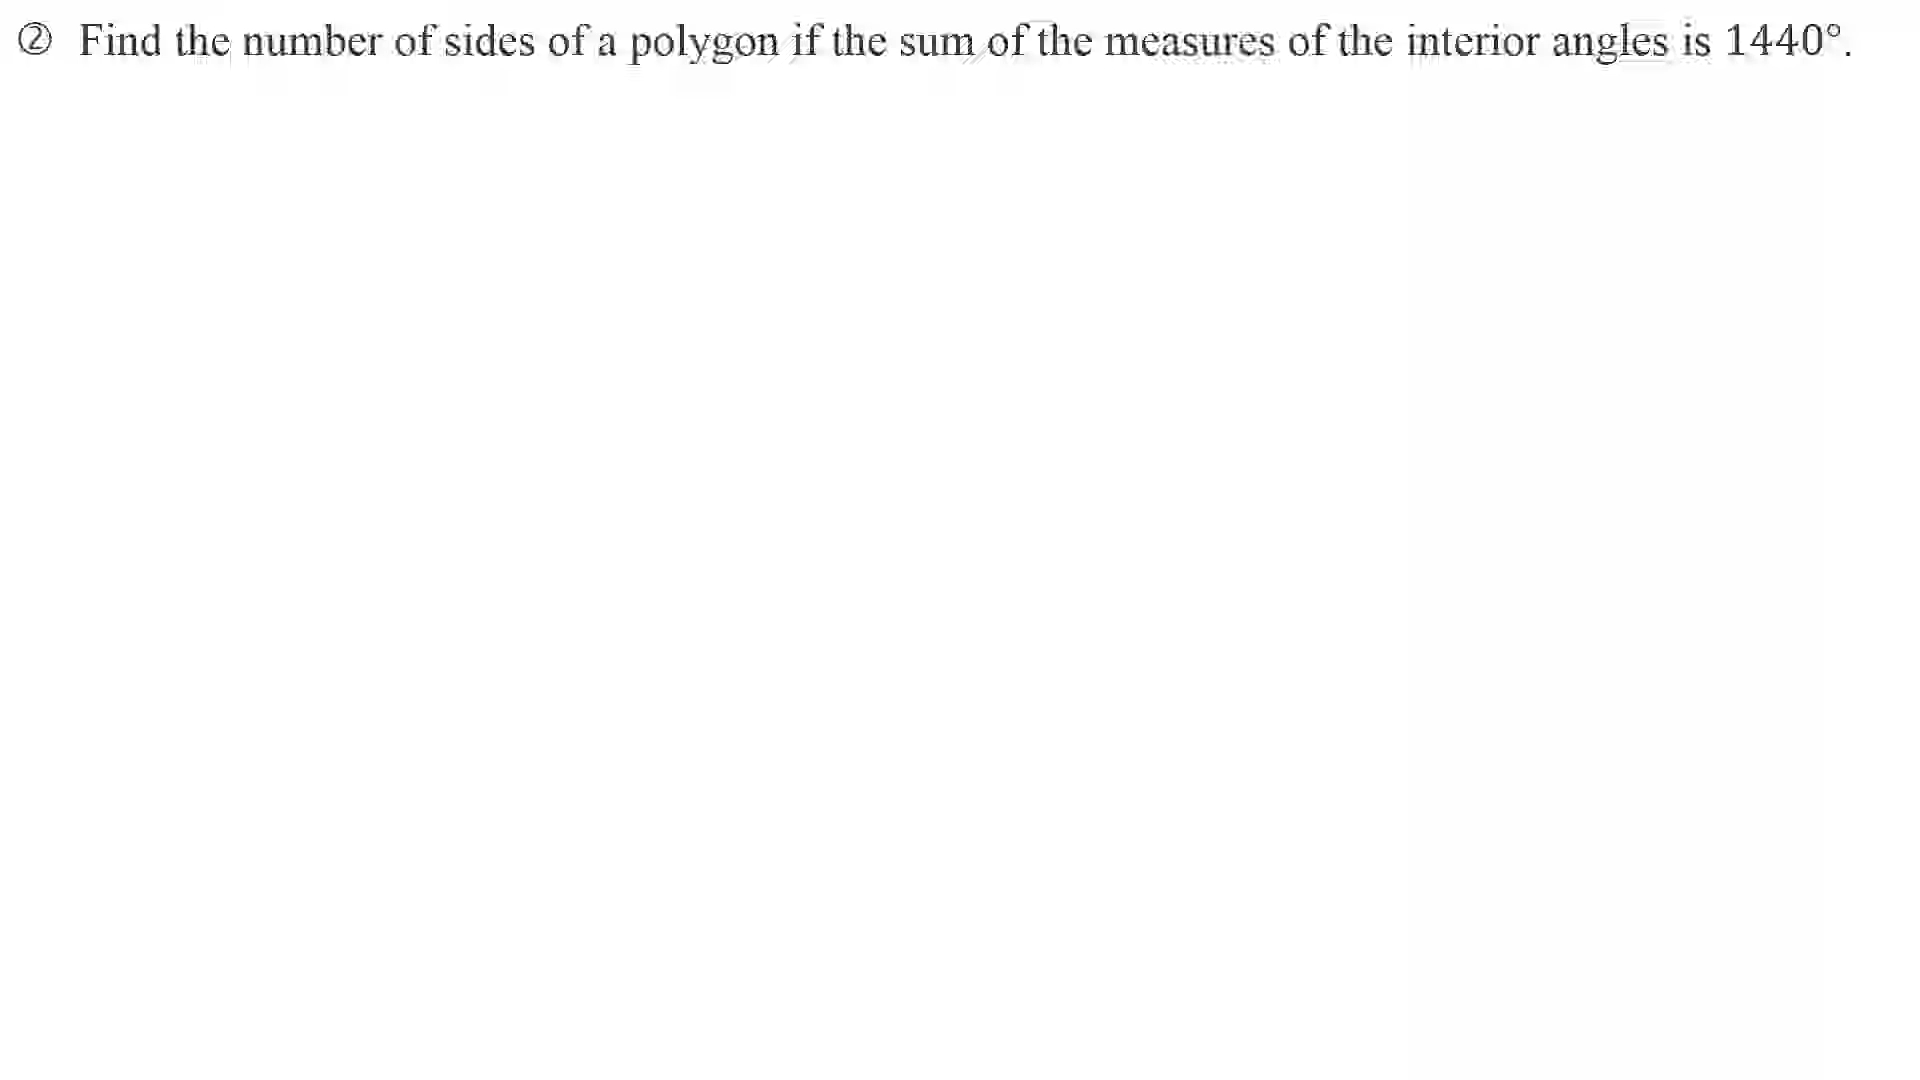 ② Find the number of sides of a polygon if the sum of the measures of the interior angles is 1440°.